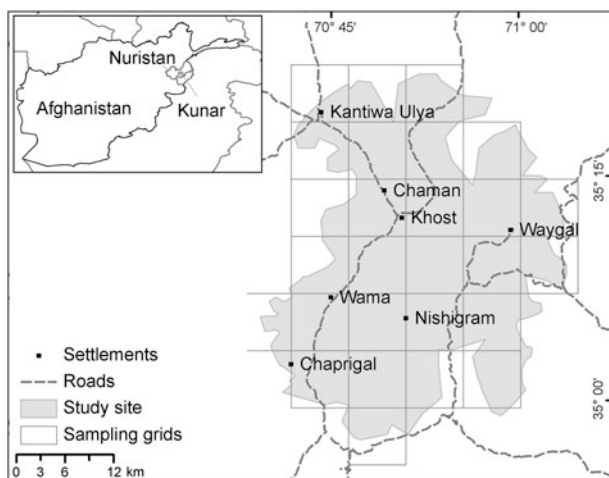 70° 45'
71° 00'
Nuristan
Afghanistan
Kunar
Kantiwa Ulya
35° 15'
Chaman
Khost
Waygal
Wama
Nishigram
Chaprigal
35° 00'
Settlements
Roads
Study site
Sampling grids
0 3 6 12 km